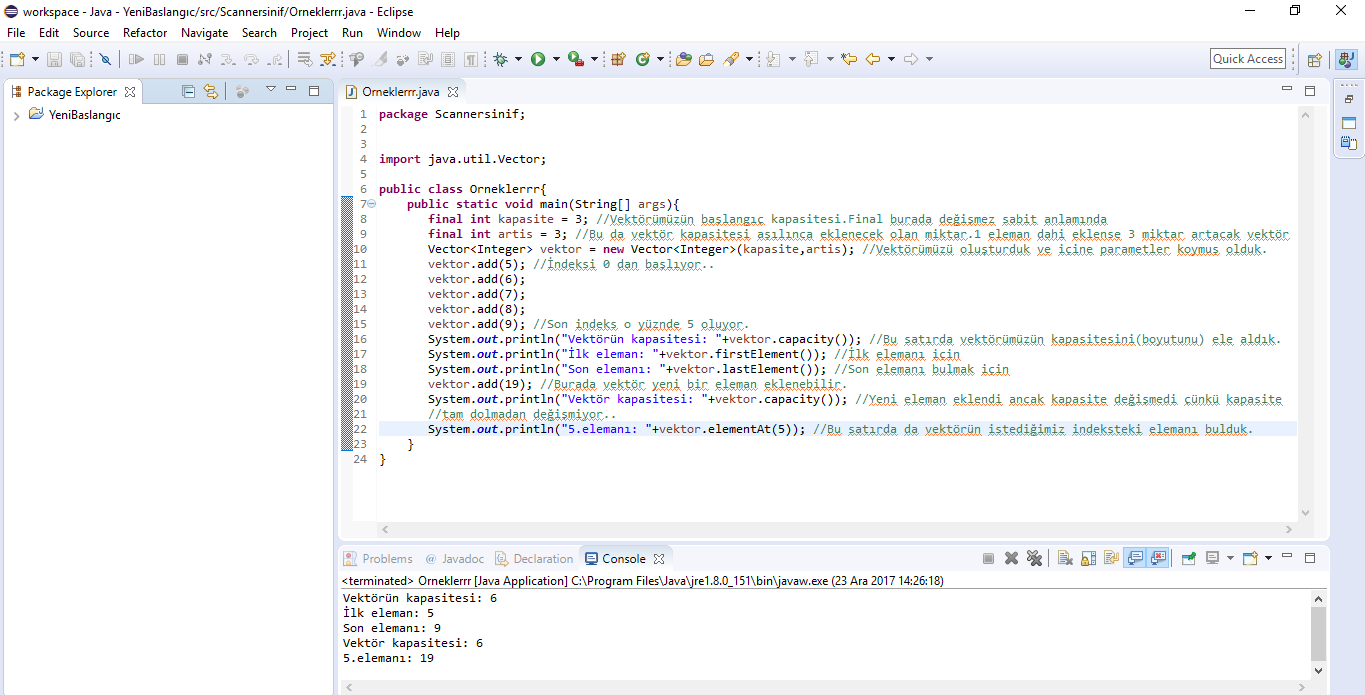 workspace - Java - YeniBaslangıc/src/Scannersinif/Orneklerrr.java - Eclipse
File Edit Source Refactor Navigate Search Project Run Window Help
Quick Access
Package Explorer
YeniBaslangıc
Orneklerrr.java
1 package Scannersinif;
2
3
4 import java.util.Vector;
5
6 public class Orneklerrr{
7 public static void main(String[] args){
8 final int kapasite = 3; //Vektörümüzün başlangıç kapasitesi.Final burada değişmez sabit anlamında
9 final int artis = 3; //Bu da vektör kapasitesi aşılınca eklenecek olan miktar.1 eleman dahi eklense 3 miktar artacak vektör
10 Vector<Integer> vektor = new Vector<Integer>(kapasite,artis); //Vektörümüzü oluşturduk ve içine parametler koymuş olduk.
11 vektor.add(5); //İndeksi 0 dan başlıyor..
12 vektor.add(6);
13 vektor.add(7);
14 vektor.add(8);
15 vektor.add(9); //Son indeks o yüznde 5 oluyor.
16 System.out.println("Vektörün kapasitesi: "+vektor.capacity()); //Bu satırda vektörümüzün kapasitesini(boyutunu) ele aldık.
17 System.out.println("İlk eleman: "+vektor.firstElement()); //İlk elemanı için
18 System.out.println("Son elemanı: "+vektor.lastElement()); //Son elemanı bulmak için
19 vektor.add(19); //Burada vektör yeni bir eleman eklenebilir.
20 System.out.println("Vektör kapasitesi: "+vektor.capacity()); //Yeni eleman eklendi ancak kapasite değişmedi çünkü kapasite
21 //tam dolmadan değişmiyor..
22 System.out.println("5.elemanı: "+vektor.elementAt(5)); //Bu satırda da vektörün istediğimiz indeksteki elemanı bulduk.
23 }
24 }
Problems @ Javadoc Declaration Console
<terminated> Orneklerrr [Java Application] C:\Program Files\Java\jre1.8.0_151\bin\javaw.exe (23 Ara 2017 14:26:18)
Vektörün kapasitesi: 6
İlk eleman: 5
Son elemanı: 9
Vektör kapasitesi: 6
5.elemanı: 19